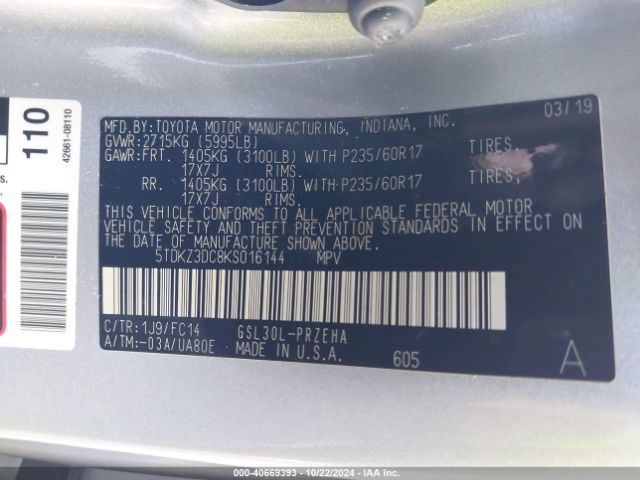 110
42661-08110
s.
MFD.BY:TOYOTA MOTOR MANUFACTURING, INDIANA, INC. 03/19
GVWR:2715KG (5995LB)
GAWR:FRT. 1405KG (3100LB) WITH P235/60R17 TIRES,
17X7J RIMS.
RR. 1405KG (3100LB) WITH P235/60R17 TIRES,
17X7J RIMS.
THIS VEHICLE CONFORMS TO ALL APPLICABLE FEDERAL MOTOR
VEHICLE SAFETY AND THEFT PREVENTION STANDARDS IN EFFECT ON
THE DATE OF MANUFACTURE SHOWN ABOVE.
5TDKZ3DC8KS016144 MPV
C/TR:1J9/FC14 GSL30L-PRZEHA
A/TM:-03A/UA80E MADE IN U.S.A. 605 A
© - 40669393 - 10/22/2024 - IAA Inc.